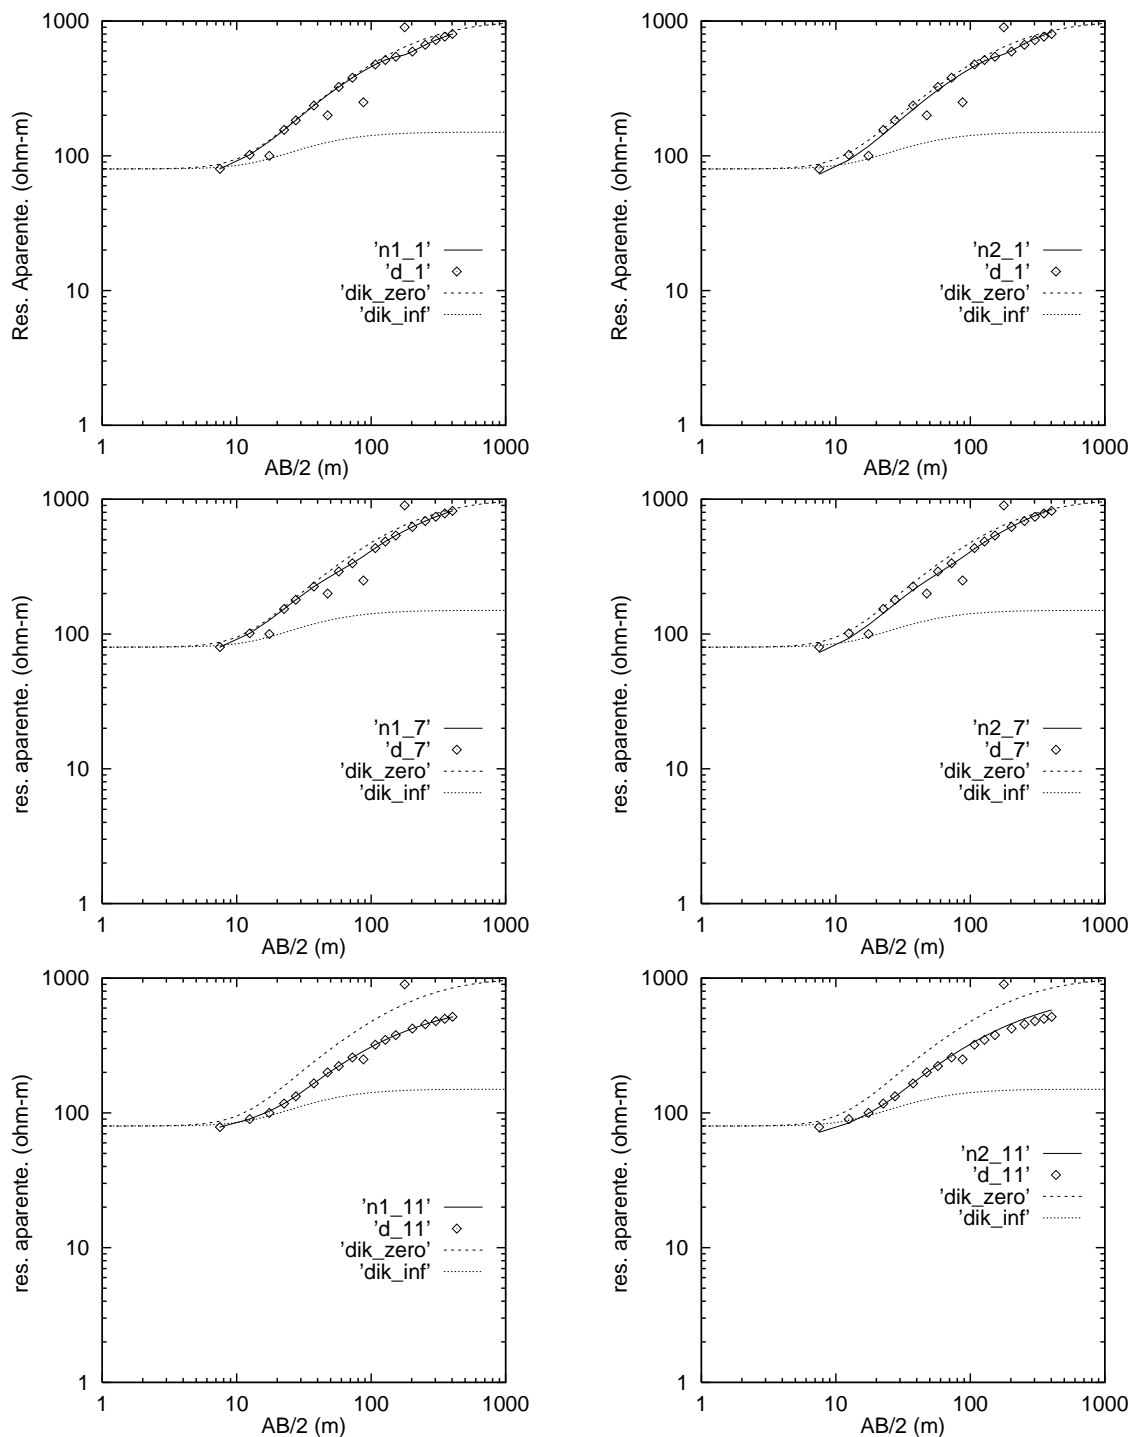 1000
100
10
1
Res. Aparente. (ohm-m)
'n1_1'
'd_1'
'dik_zero'
'dik_inf'
1 10 100 1000
AB/2 (m)
1000
100
10
1
Res. Aparente. (ohm-m)
'n2_1'
'd_1'
'dik_zero'
'dik_inf'
1 10 100 1000
AB/2 (m)
1000
100
10
1
res. aparente. (ohm-m)
'n1_7'
'd_7'
'dik_zero'
'dik_inf'
1 10 100 1000
AB/2 (m)
1000
100
10
1
res. aparente. (ohm-m)
'n2_7'
'd_7'
'dik_zero'
'dik_inf'
1 10 100 1000
AB/2 (m)
1000
100
10
1
res. aparente. (ohm-m)
'n1_11'
'd_11'
'dik_zero'
'dik_inf'
1 10 100 1000
AB/2 (m)
1000
100
10
1
res. aparente. (ohm-m)
'n2_11'
'd_11'
'dik_zero'
'dik_inf'
1 10 100 1000
AB/2 (m)